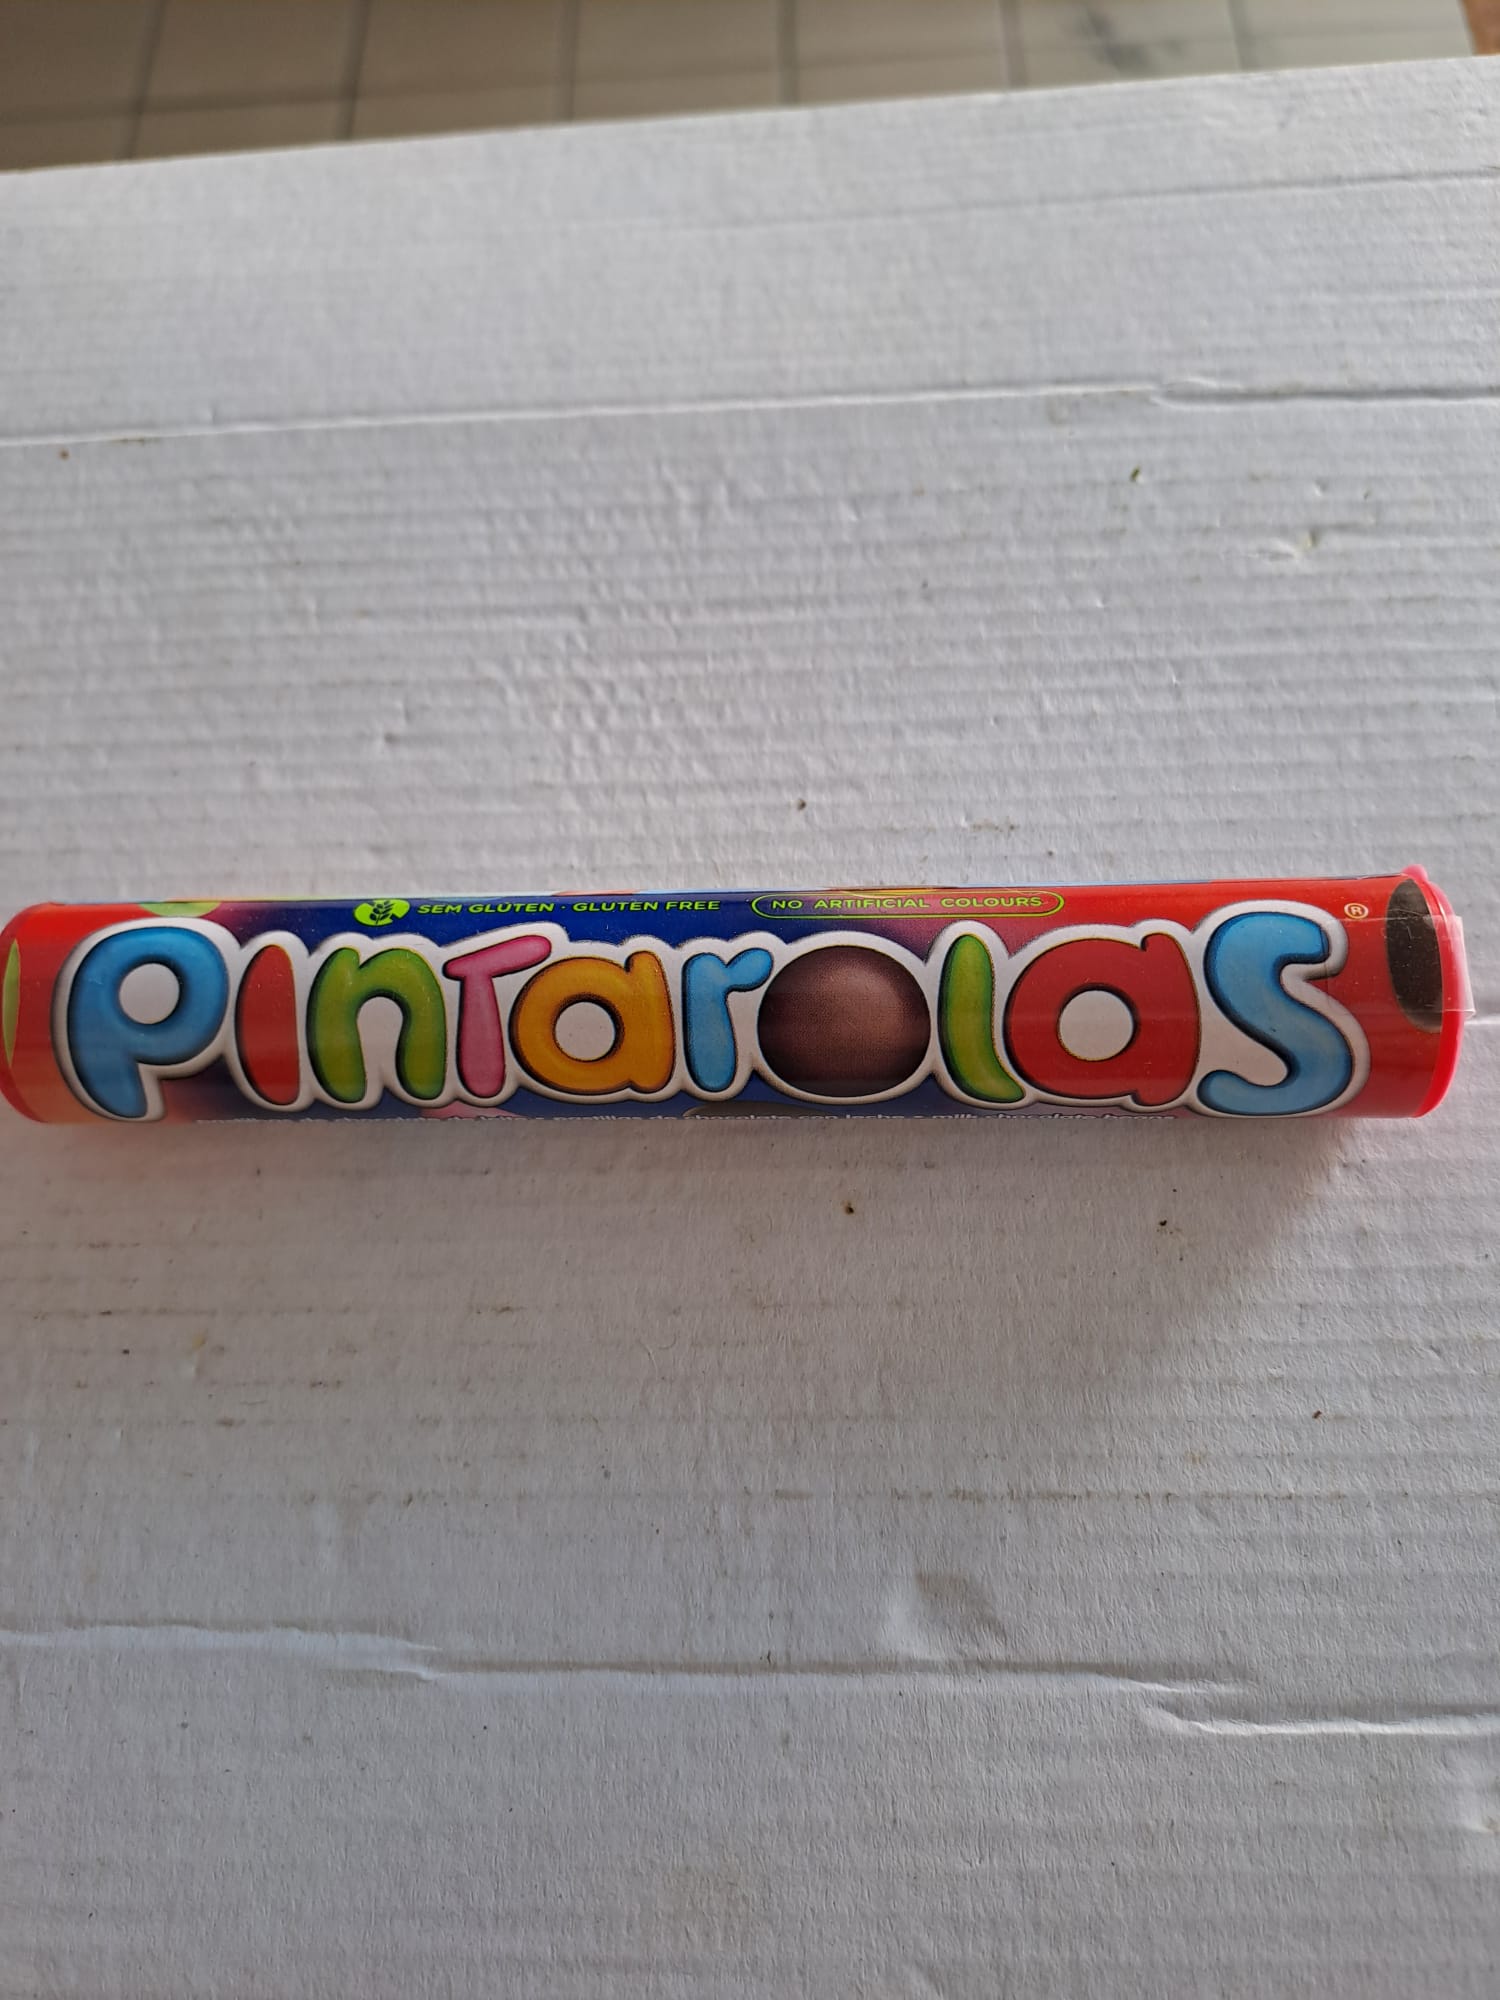 SEM GLÚTEN · GLUTEN FREE NO ARTIFICIAL COLOURS
PINTAROLAS ®